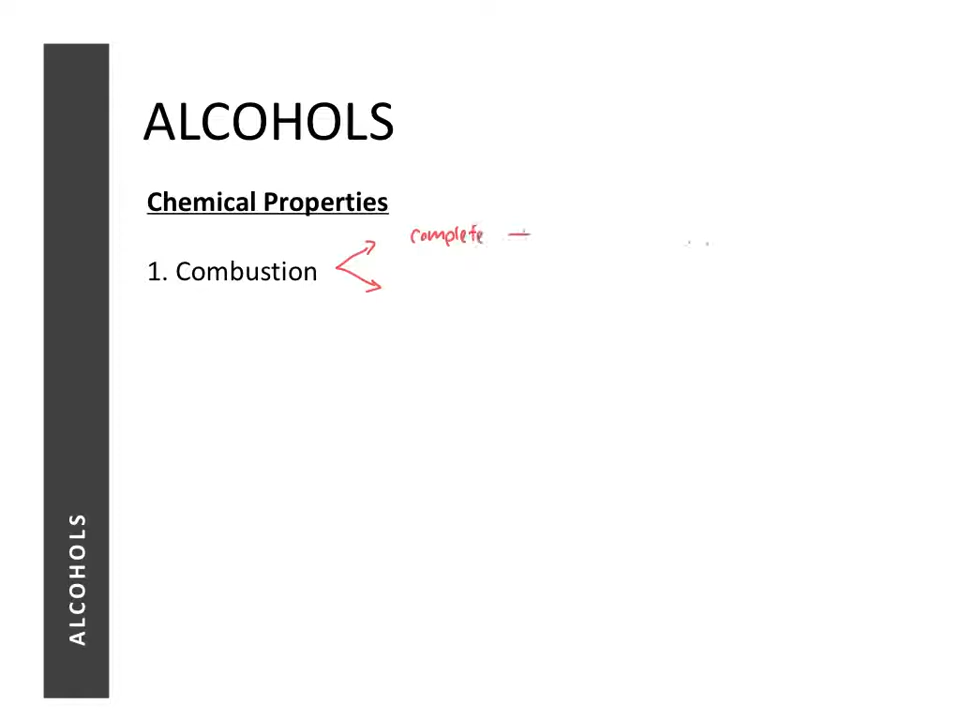 ALCOHOLS
Chemical Properties
complete —
1. Combustion
ALCOHOLS